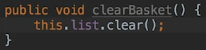 public void clearBasket() {
    this.list.clear();
}